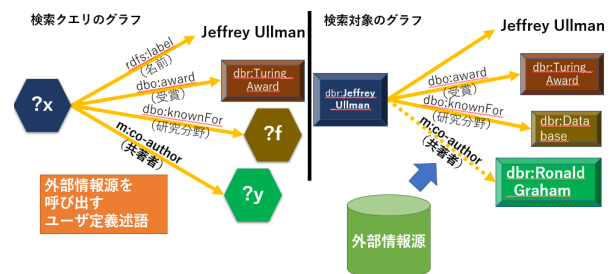 検索クエリのグラフ
Jeffrey Ullman
rdfs:label
(名前)
dbo:award
(受賞)
dbr:Turing_
Award
?x
dbo:knownFor
(研究分野)
?f
m:co-author
(共著者)
?y
外部情報源を
呼び出す
ユーザ定義述語
検索対象のグラフ
Jeffrey Ullman
dbr:Jeffrey
_Ullman
dbo:award
(受賞)
dbr:Turing_
Award
dbo:knownFor
(研究分野)
dbr:Data
base
m:co-author
(共著者)
dbr:Ronald
_Graham
外部情報源